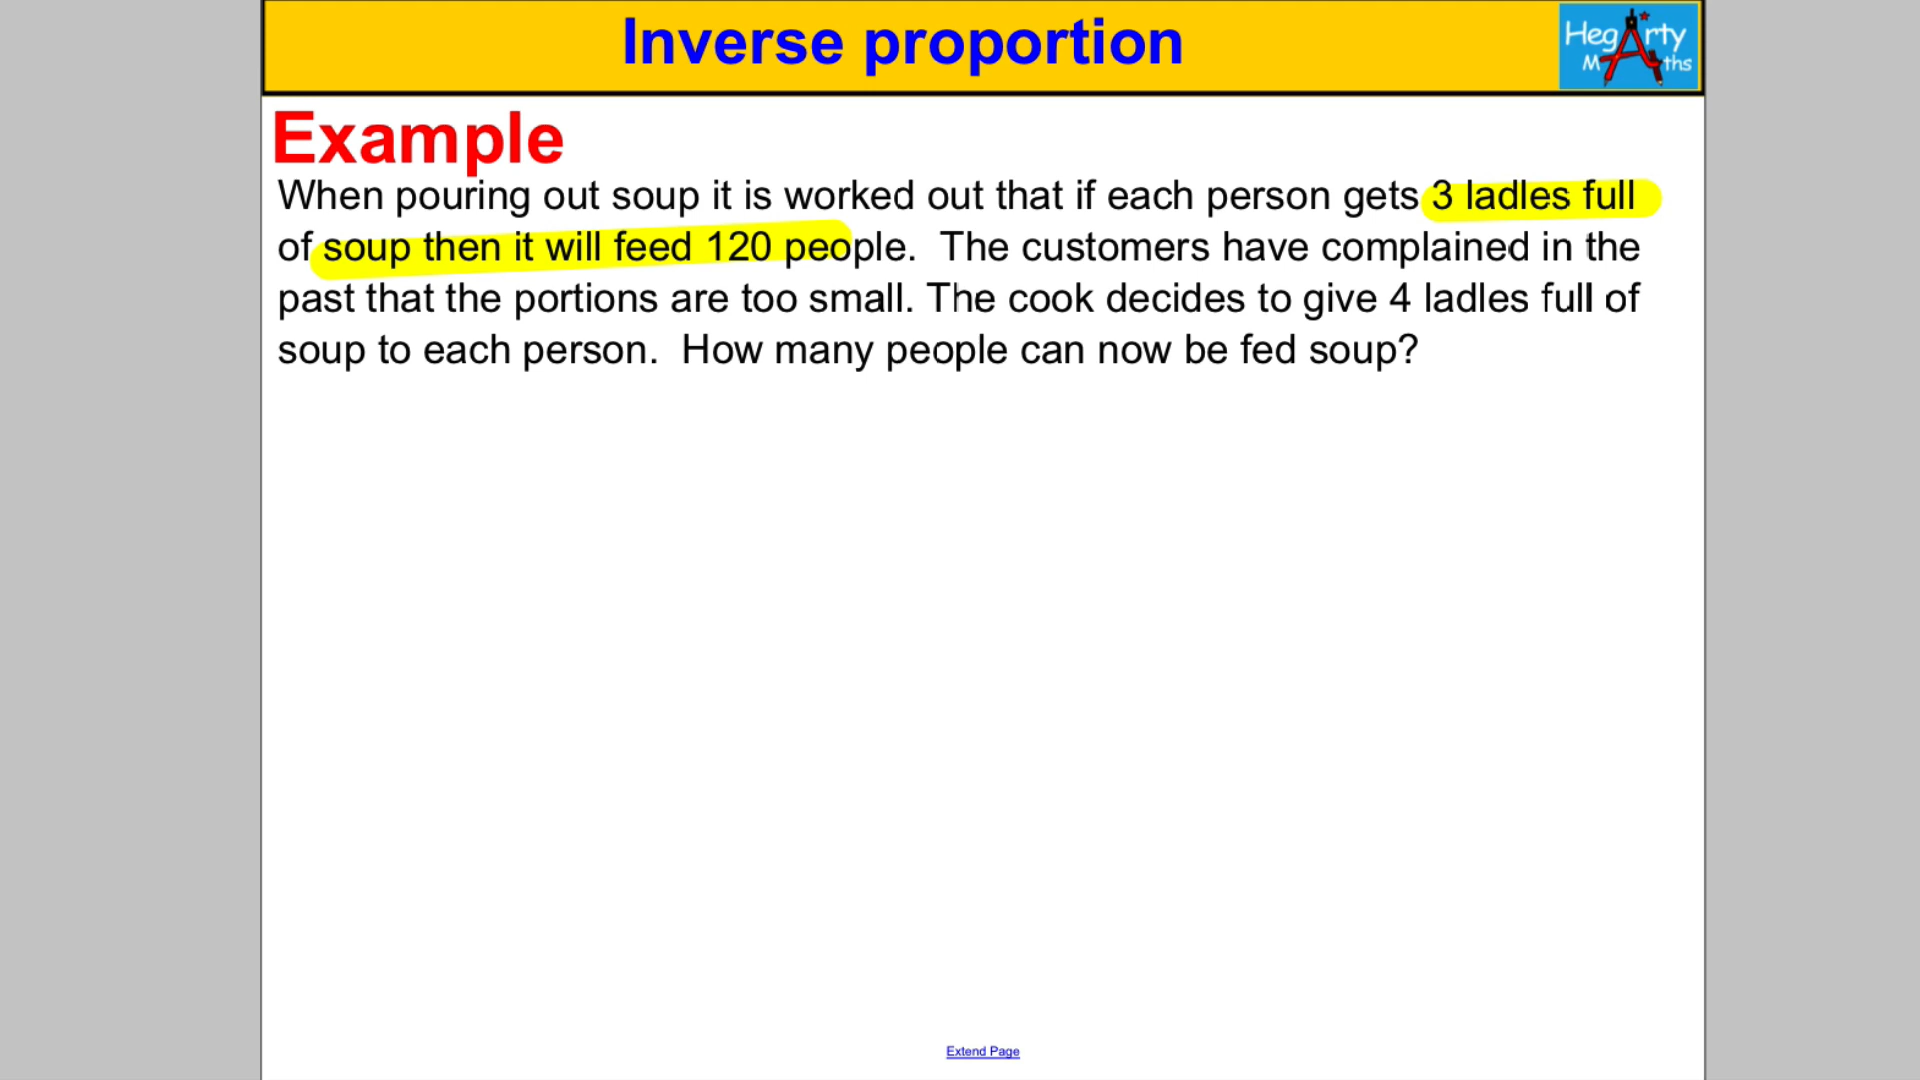 Inverse proportion
Hegarty
Maths
Example
When pouring out soup it is worked out that if each person gets 3 ladles full
of soup then it will feed 120 people. The customers have complained in the
past that the portions are too small. The cook decides to give 4 ladles full of
soup to each person. How many people can now be fed soup?
Extend Page